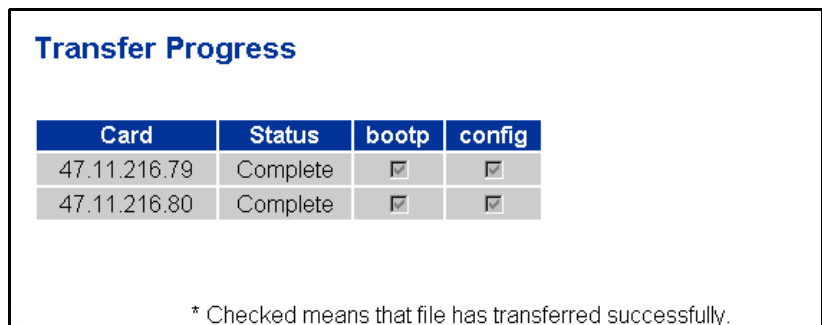 Transfer Progress
Card Status bootp config
47.11.216.79 Complete
47.11.216.80 Complete
* Checked means that file has transferred successfully.